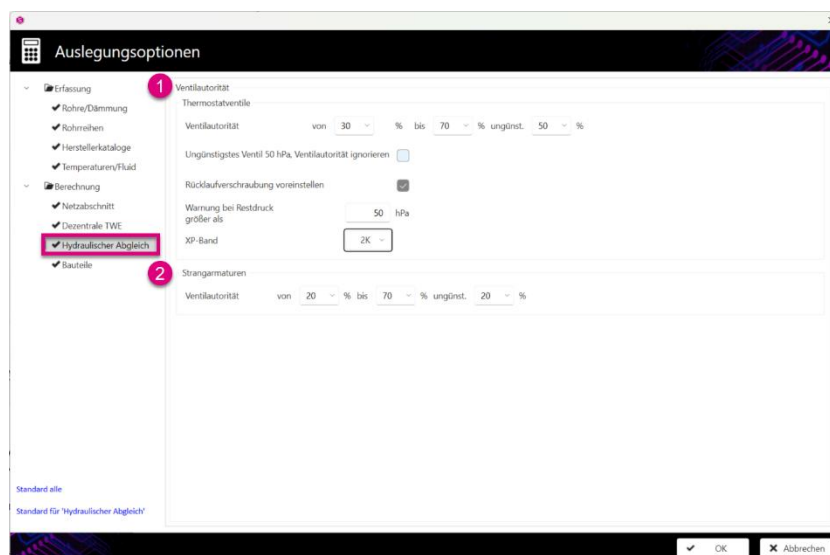 Auslegungsoptionen
Erfassung
Rohre/Dämmung
Rohrreihen
Herstellerkataloge
Temperaturen/Fluid
Berechnung
Netzabschnitt
Dezentrale TWE
Hydraulischer Abgleich
Bauteile
Standard alle
Standard für 'Hydraulischer Abgleich'
1
Ventilautorität
Thermostatventile
Ventilautorität von 30 % bis 70 % ungünst. 50 %
Ungünstigstes Ventil 50 hPa, Ventilautorität ignorieren
Rücklaufverschraubung voreinstellen
Warnung bei Restdruck
größer als 50 hPa
XP-Band 2K
2
Strangarmaturen
Ventilautorität von 20 % bis 70 % ungünst. 20 %
OK Abbrechen